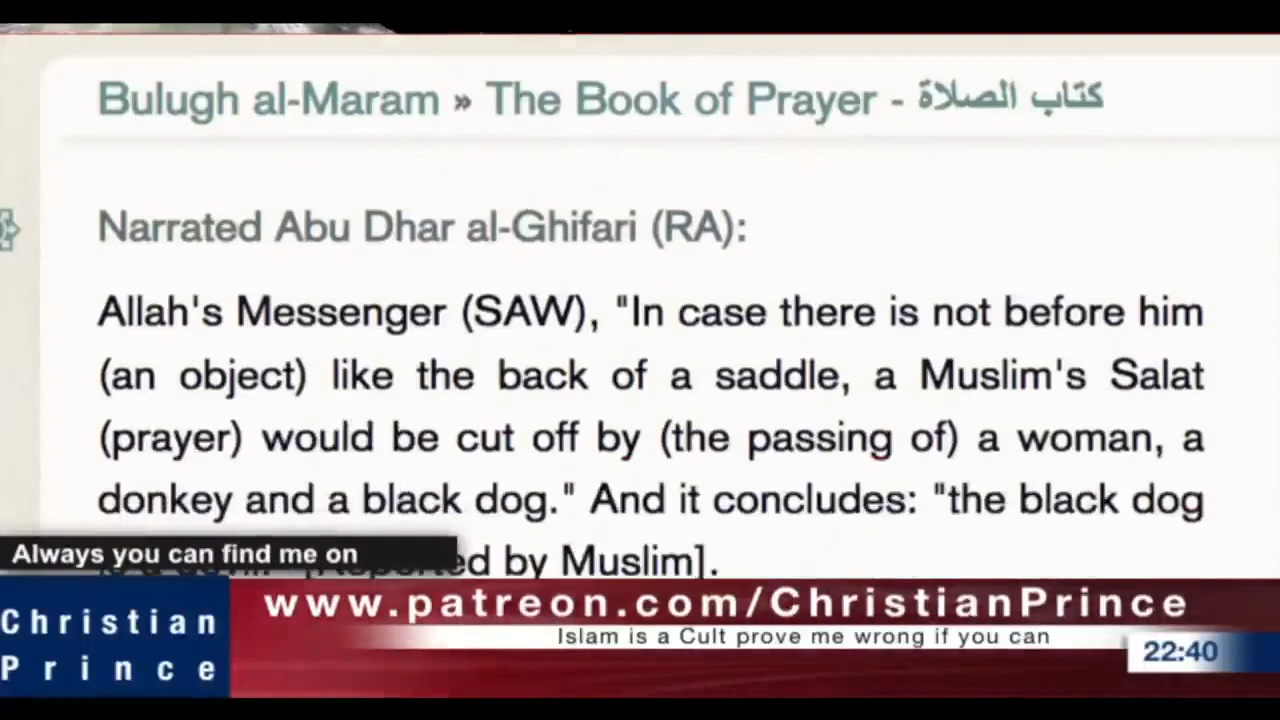 Bulugh al-Maram » The Book of Prayer - كتاب الصلاة
Narrated Abu Dhar al-Ghifari (RA):
Allah's Messenger (SAW), "In case there is not before him
(an object) like the back of a saddle, a Muslim's Salat
(prayer) would be cut off by (the passing of) a woman, a
donkey and a black dog." And it concludes: "the black dog
by Muslim].
Always you can find me on
www.patreon.com/ChristianPrince
Islam is a Cult prove me wrong if you can
Christian
Prince
22:40